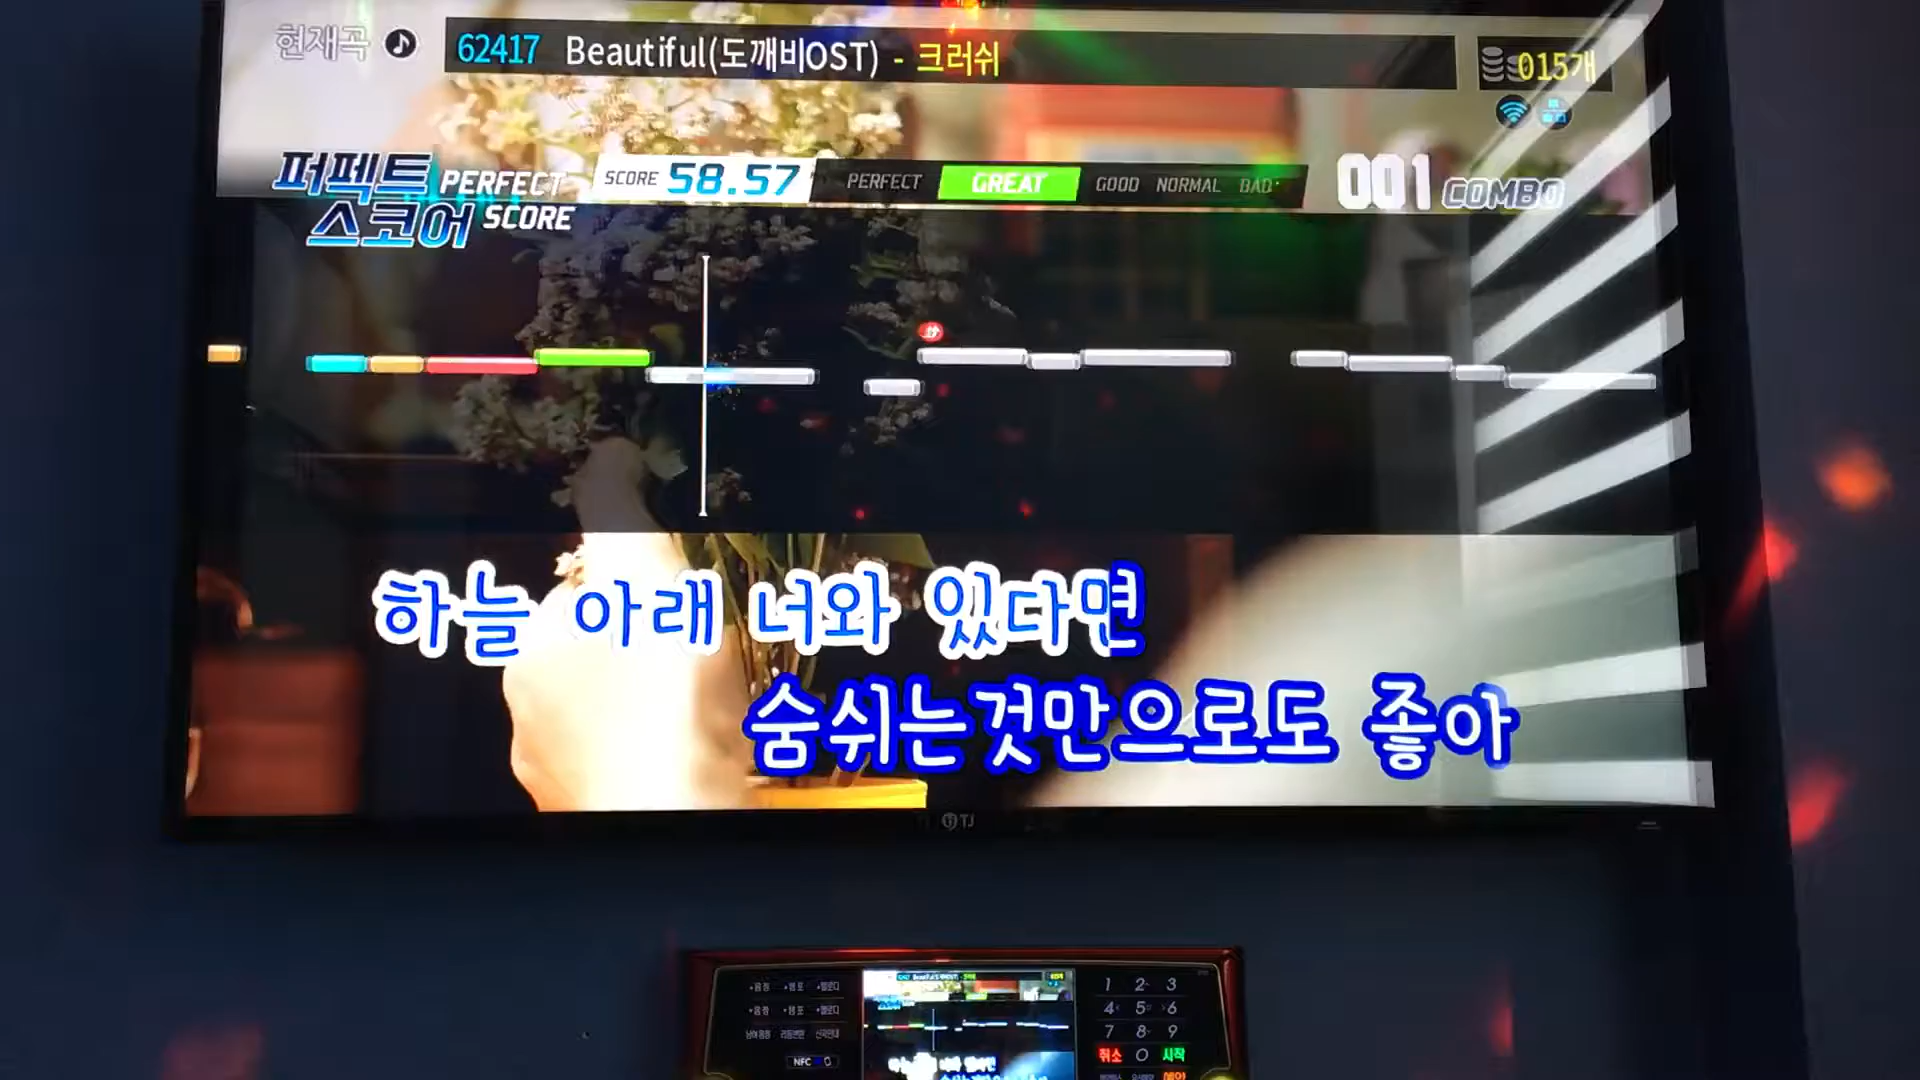 현재곡 62417 Beautiful(도깨비OST) - 크러쉬 015개
퍼펙트 PERFECT SCORE 58.57 PERFECT GREAT GOOD NORMAL BAD 001 COMBO
스코어 SCORE
하늘 아래 너와 있다면
숨쉬는것만으로도 좋아
TJ
1 2 3
4 5 6
7 8 9
NFC
취소 0 시작